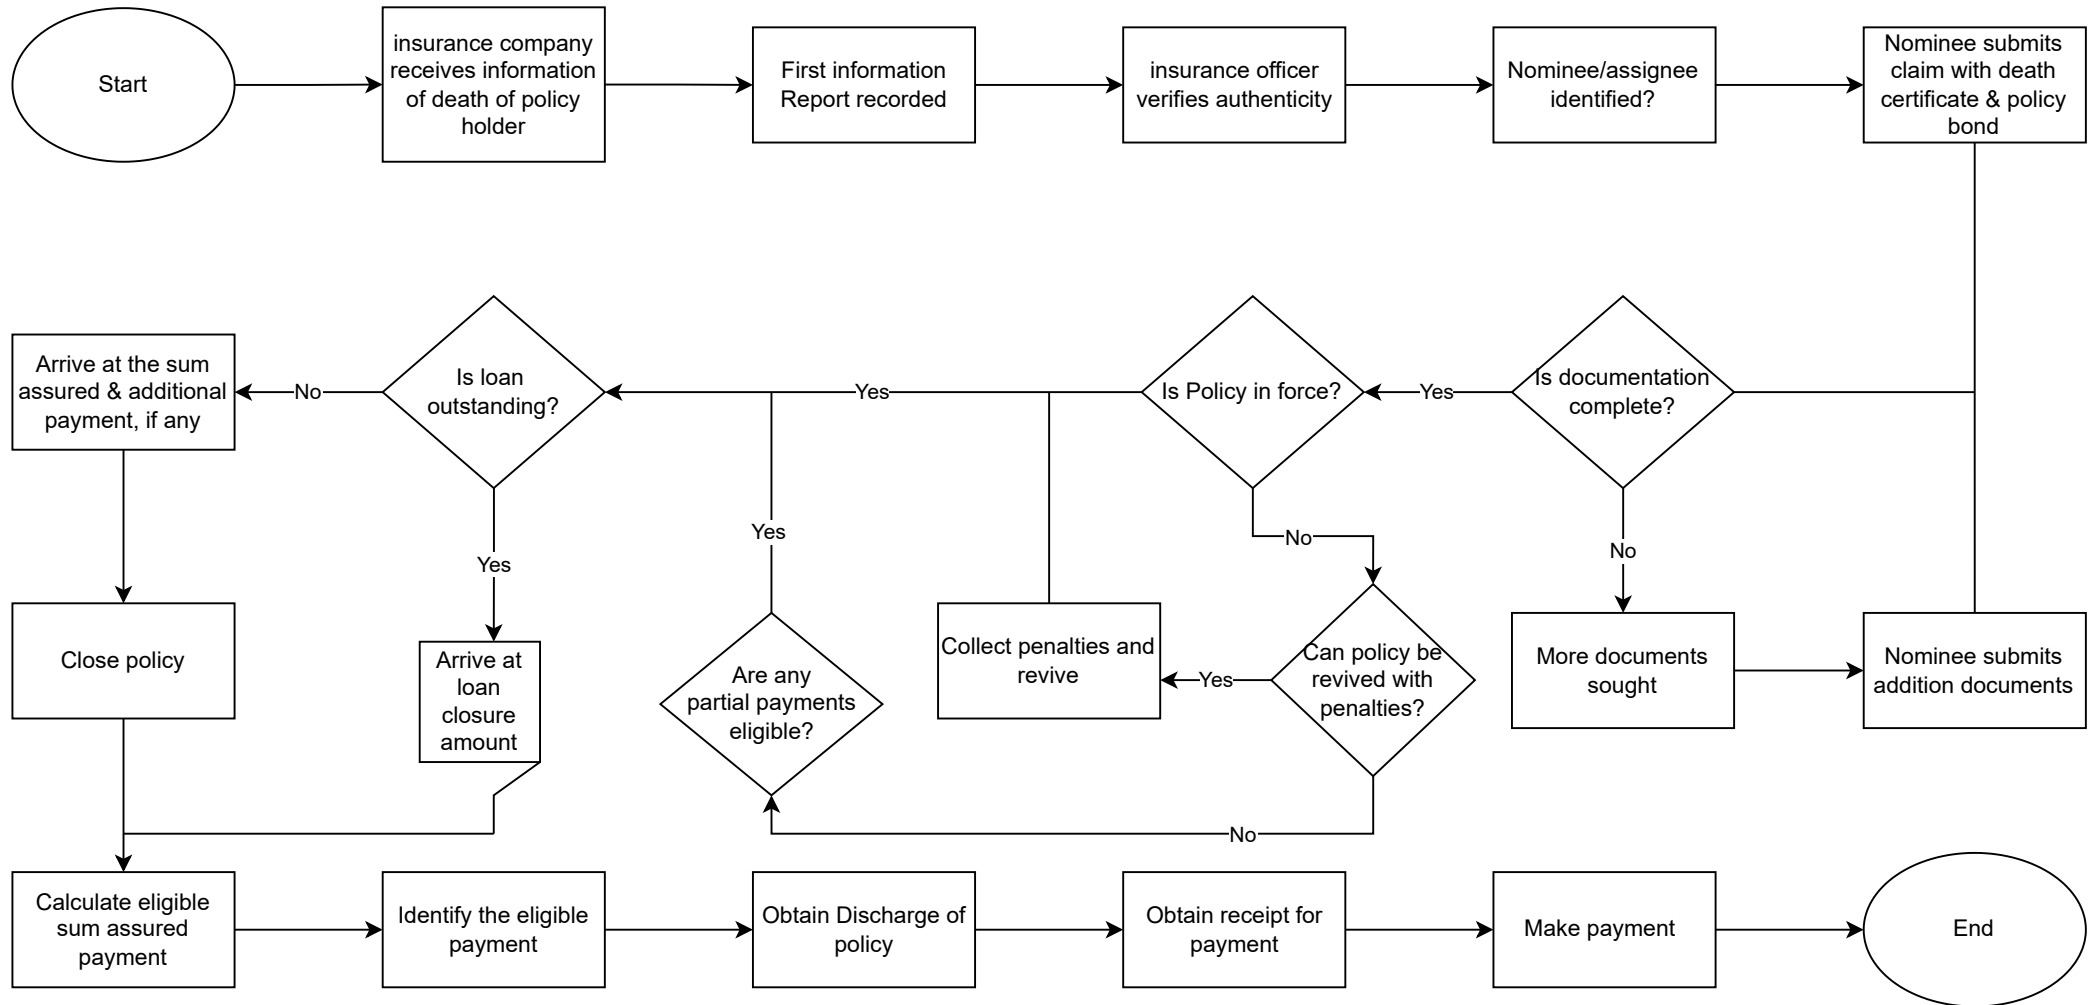 Start
insurance company
receives information
of death of policy
holder
First information
Report recorded
insurance officer
verifies authenticity
Nominee/assignee
identified?
Nominee submits
claim with death
certificate & policy
bond
Arrive at the sum
assured & additional
payment, if any
No
Is loan
outstanding?
Yes
Is Policy in force?
Yes
Is documentation
complete?
Yes
Yes
No
No
Close policy
Arrive at
loan
closure
amount
Are any
partial payments
eligible?
Collect penalties and
revive
Yes
Can policy be
revived with
penalties?
More documents
sought
Nominee submits
addition documents
No
Calculate eligible
sum assured
payment
Identify the eligible
payment
Obtain Discharge of
policy
Obtain receipt for
payment
Make payment
End